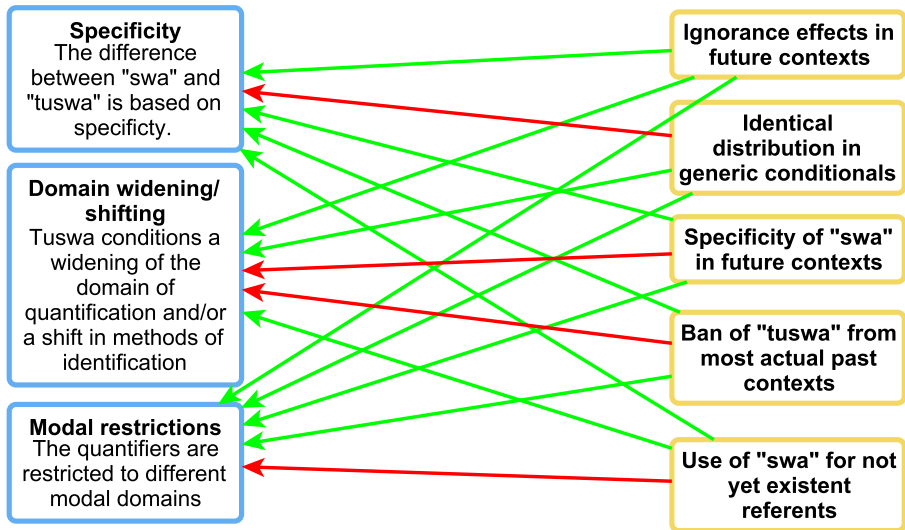 Specificity
The difference
between "swa" and
"tuswa" is based on
specificty.
Domain widening/
shifting
Tuswa conditions a
widening of the
domain of
quantification and/or
a shift in methods of
identification
Modal restrictions
The quantifiers are
restricted to different
modal domains
Ignorance effects in
future contexts
Identical
distribution in
generic conditionals
Specificity of "swa"
in future contexts
Ban of "tuswa" from
most actual past
contexts
Use of "swa" for not
yet existent
referents